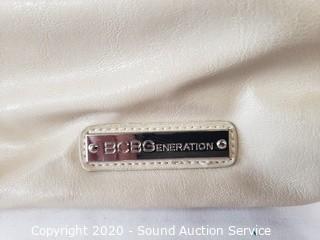 BCBGENERATION
Copyright © 2020 - Sound Auction Service